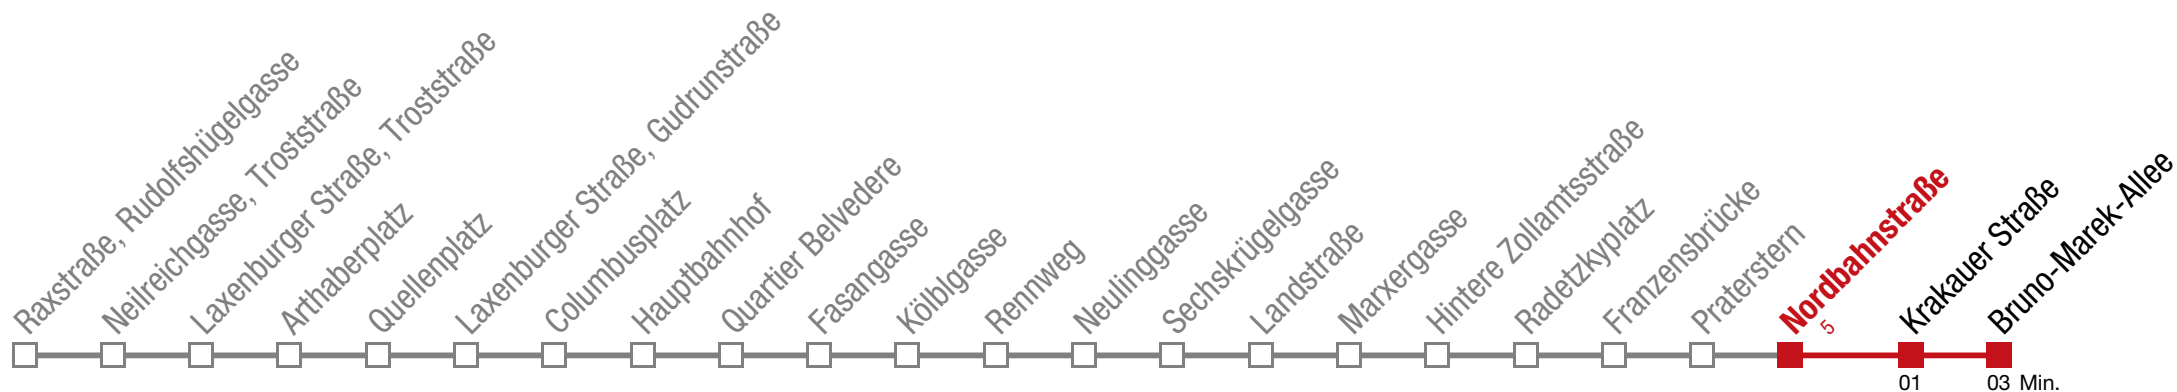 Raxstraße, Rudolfshügelgasse
Neilreichgasse, Troststraße
Laxenburger Straße, Troststraße
Arthaberplatz
Quellenplatz
Laxenburger Straße, Gudrunstraße
Columbusplatz
Hauptbahnhof
Quartier Belvedere
Fasangasse
Kölblgasse
Rennweg
Neulinggasse
Sechskrügelgasse
Landstraße
Marxergasse
Hintere Zollamtsstraße
Radetzkyplatz
Franzensbrücke
Praterstern
Nordbahnstraße
5
Krakauer Straße
Bruno-Marek-Allee
01
03 Min.